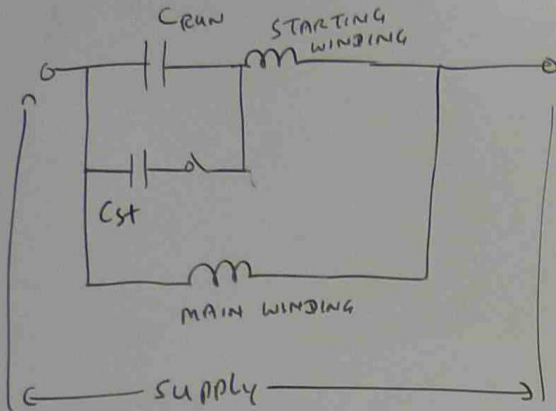 CRUN
STARTING
WINDING
Cst
MAIN WINDING
supply